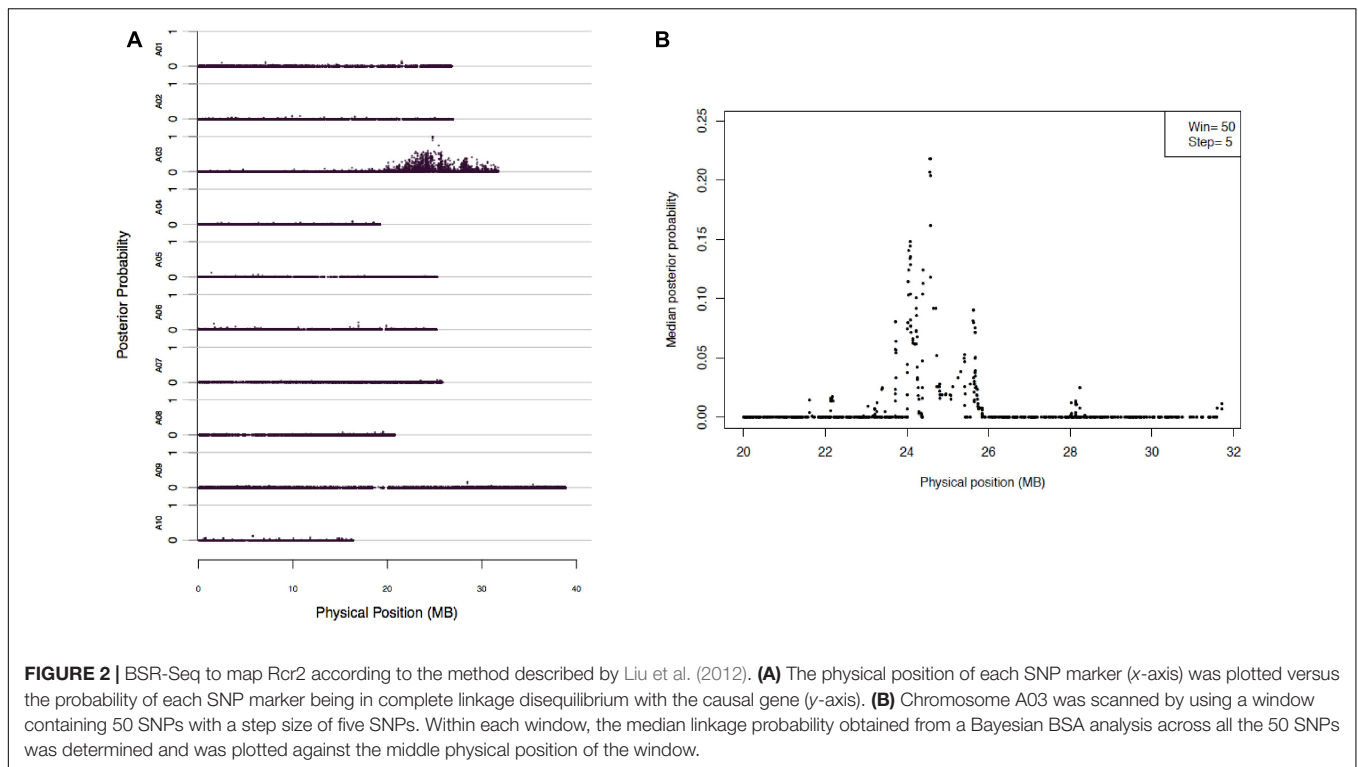 A
A01
0
1
A02
0
1
A03
0
1
A04
0
1
A05
0
1
A06
0
1
A07
0
1
A08
0
1
A09
0
1
A10
0
1
Posterior Probability
0
10
20
30
40
Physical Position (MB)
B
Win= 50
Step= 5
0.25
0.20
0.15
0.10
0.05
0.00
Median posterior probability
20
22
24
26
28
30
32
Physical position (MB)
FIGURE 2 | BSR-Seq to map Rcr2 according to the method described by Liu et al. (2012). (A) The physical position of each SNP marker (x-axis) was plotted versus
the probability of each SNP marker being in complete linkage disequilibrium with the causal gene (y-axis). (B) Chromosome A03 was scanned by using a window
containing 50 SNPs with a step size of five SNPs. Within each window, the median linkage probability obtained from a Bayesian BSA analysis across all the 50 SNPs
was determined and was plotted against the middle physical position of the window.